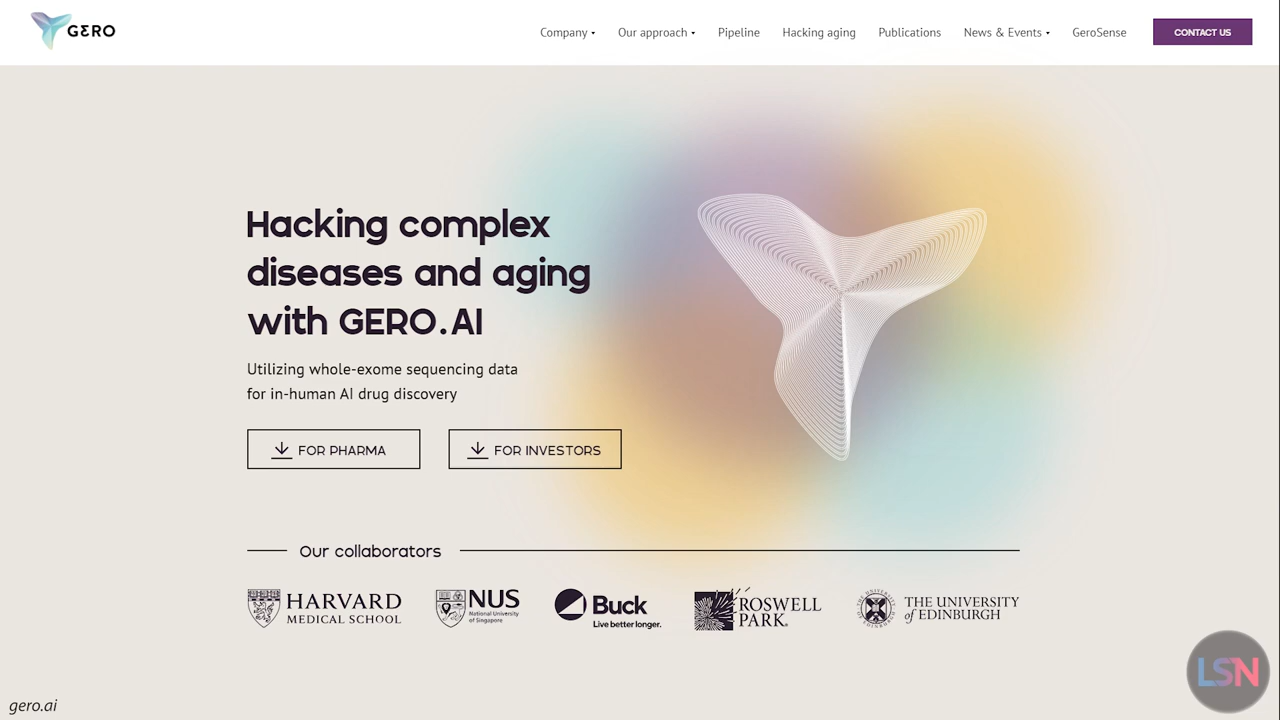 GERO
Company
Our approach
Pipeline
Hacking aging
Publications
News & Events
GeroSense
CONTACT US
Hacking complex
diseases and aging
with GERO.AI
Utilizing whole-exome sequencing data
for in-human AI drug discovery
FOR PHARMA
FOR INVESTORS
Our collaborators
HARVARD
MEDICAL SCHOOL
NUS
National University
of Singapore
Buck
Live better longer.
ROSWELL
PARK®
THE UNIVERSITY
of EDINBURGH
LSN
gero.ai